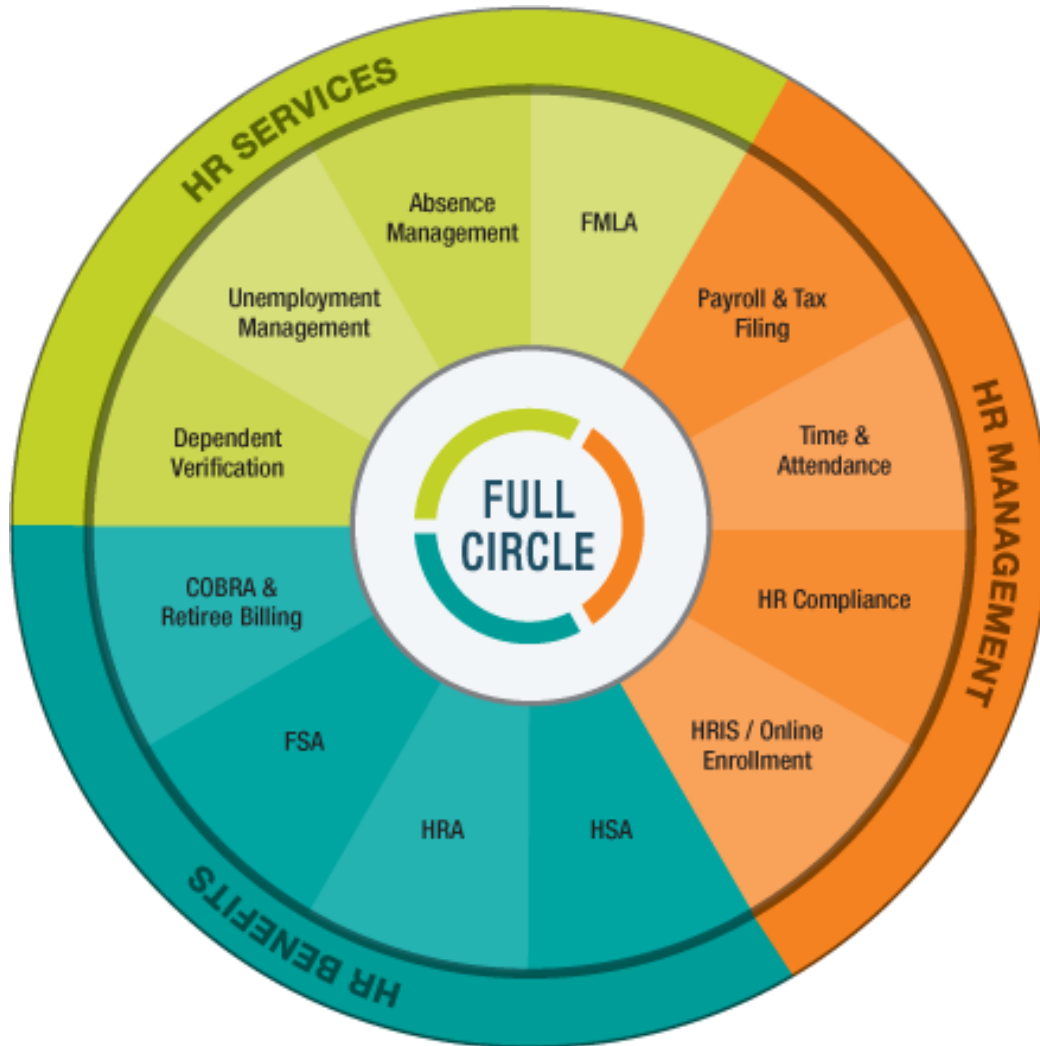 HR SERVICES
Absence
Management
FMLA
Unemployment
Management
Dependent
Verification
Payroll & Tax
Filing
Time &
Attendance
HR Compliance
HRIS / Online
Enrollment
HR MANAGEMENT
FULL
CIRCLE
COBRA &
Retiree Billing
FSA
HRA
HSA
HR BENEFITS